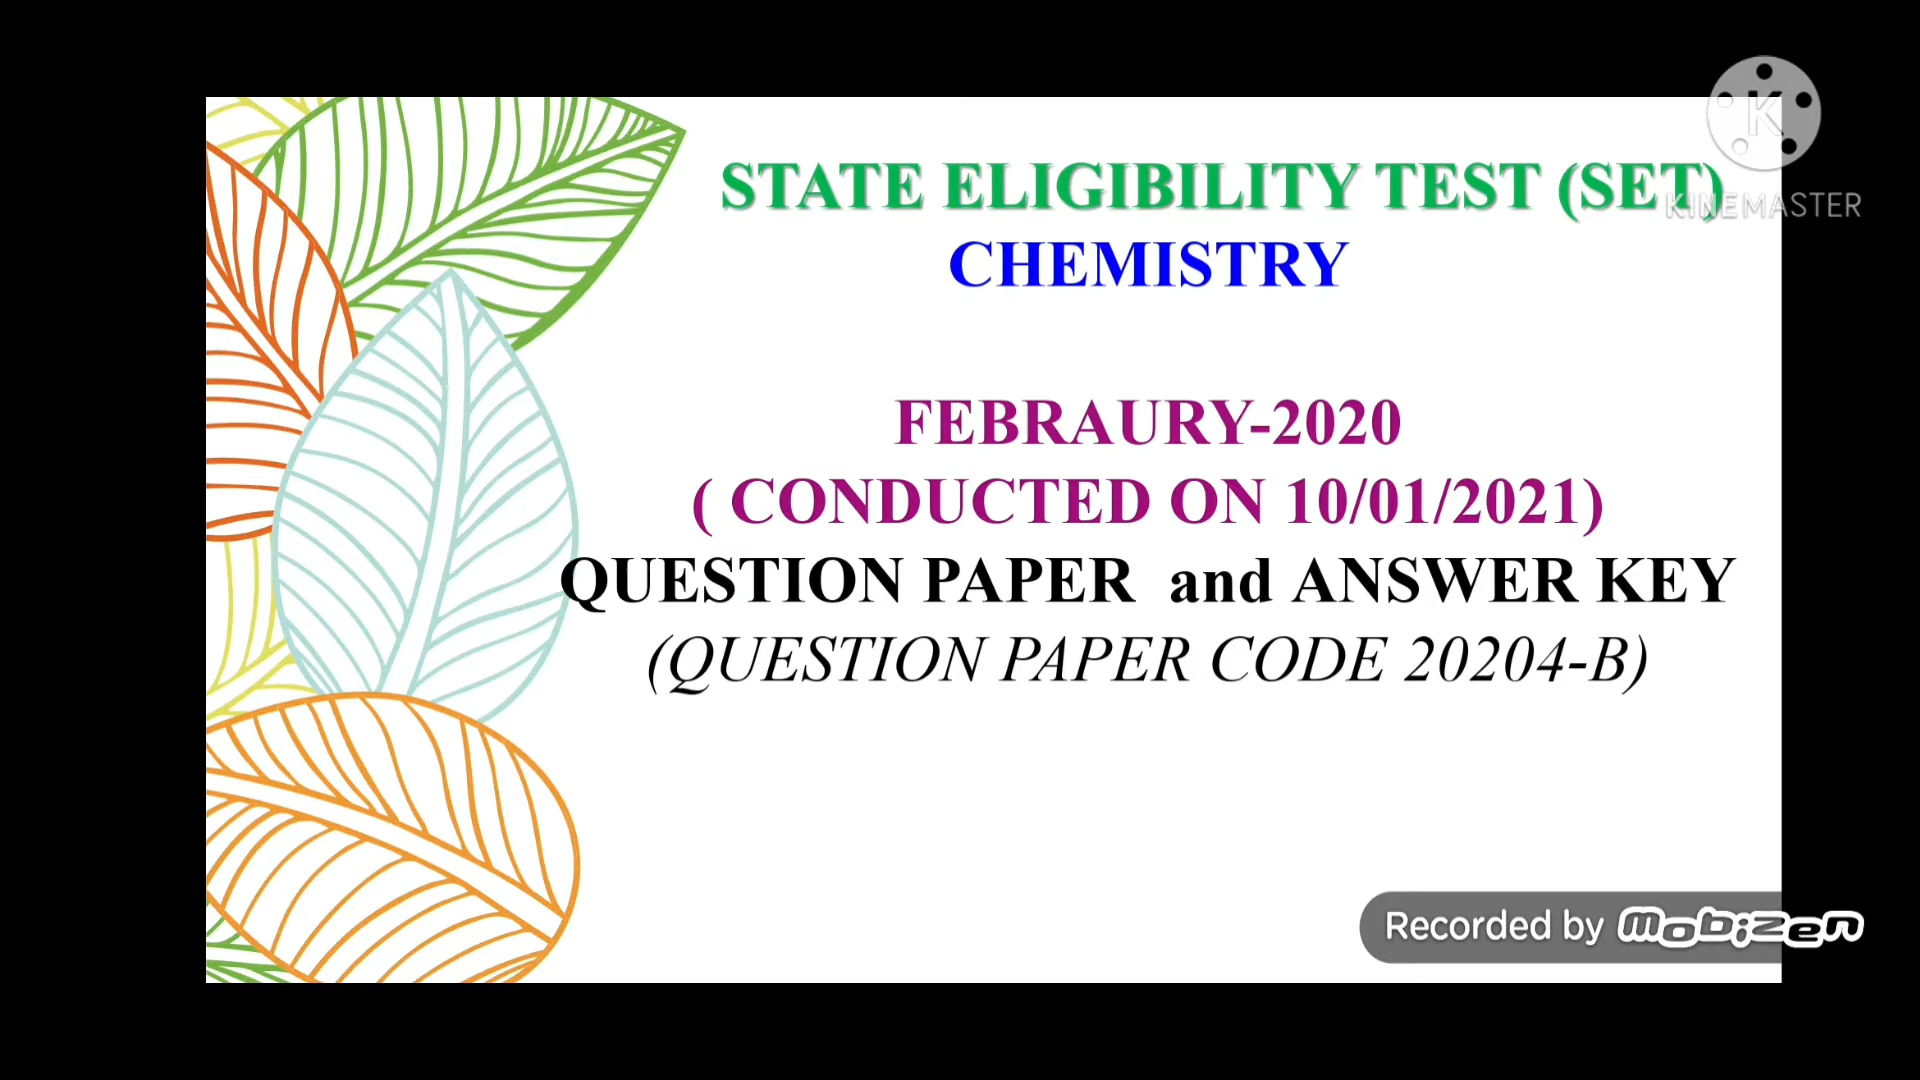 STATE ELIGIBILITY TEST (SET)
CHEMISTRY
FEBRAURY-2020
( CONDUCTED ON 10/01/2021)
QUESTION PAPER and ANSWER KEY
(QUESTION PAPER CODE 20204-B)
K
KINEMASTER
Recorded by mobizen